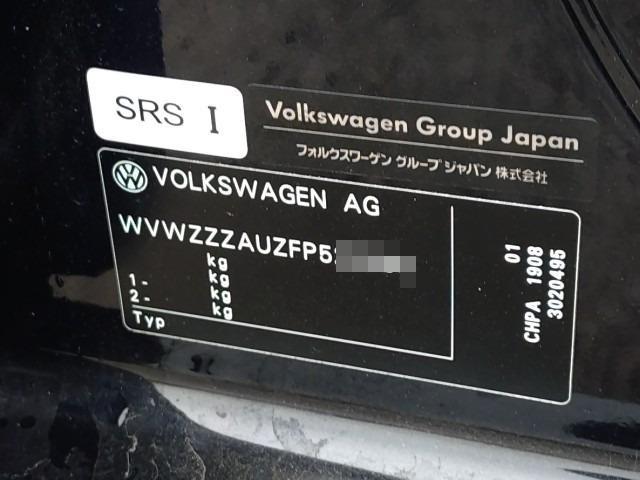 SRS I
Volkswagen Group Japan
フォルクスワーゲン グループ ジャパン 株式会社
VOLKSWAGEN AG
WVWZZZAUZFP5
kg
kg
1- kg
2- kg
Typ
01
CHPA 1908
3020495